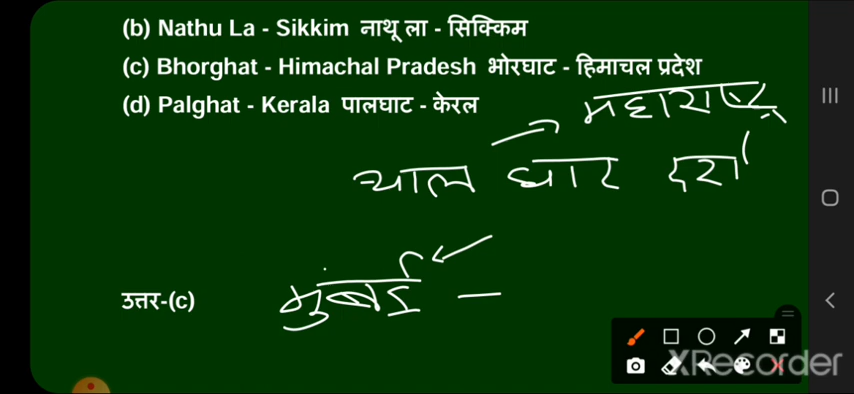 (b) Nathu La - Sikkim नाथू ला - सिक्किम
(c) Bhorghat - Himachal Pradesh भोरघाट - हिमाचल प्रदेश
(d) Palghat - Kerala पालघाट - केरल
महाराष्ट्र
थाल घाट दर्रा
उत्तर-(c) मुंबई -
XRecorder